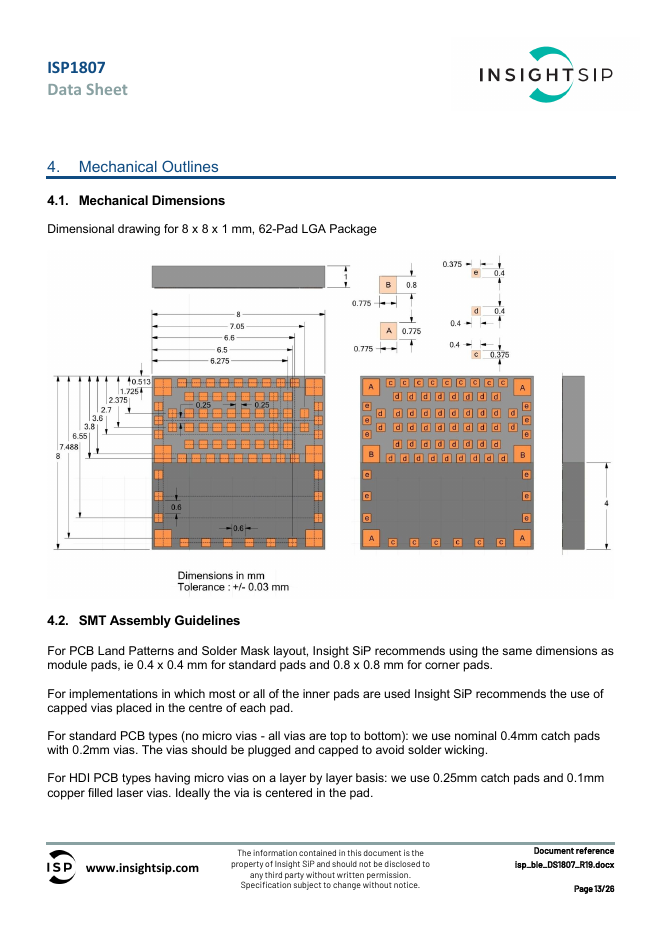 ISP1807
Data Sheet
INSIGHTSIP
4. Mechanical Outlines
4.1. Mechanical Dimensions
Dimensional drawing for 8 x 8 x 1 mm, 62-Pad LGA Package
1
B
0.8
0.775
A
0.775
0.775
0.375
e
0.4
d
0.4
0.4
c
0.375
8
7.05
6.6
6.5
6.275
0.513
1.725
2.375
2.7
3.6
3.8
6.55
7.488
8
0.25
0.25
0.6
0.6
A c c c c c c c c c A
d d d d d d d
e e
d d d d d d d d d
e e
d d d d d d d d d
e e
d d d d d d d
B d d d d d d d d d B
e e
e e
e e
A c c c c c c A
4
Dimensions in mm
Tolerance : +/- 0.03 mm
4.2. SMT Assembly Guidelines
For PCB Land Patterns and Solder Mask layout, Insight SiP recommends using the same dimensions as
module pads, ie 0.4 x 0.4 mm for standard pads and 0.8 x 0.8 mm for corner pads.
For implementations in which most or all of the inner pads are used Insight SiP recommends the use of
capped vias placed in the centre of each pad.
For standard PCB types (no micro vias - all vias are top to bottom): we use nominal 0.4mm catch pads
with 0.2mm vias. The vias should be plugged and capped to avoid solder wicking.
For HDI PCB types having micro vias on a layer by layer basis: we use 0.25mm catch pads and 0.1mm
copper filled laser vias. Ideally the via is centered in the pad.
ISP
www.insightsip.com
The information contained in this document is the
property of Insight SiP and should not be disclosed to
any third party without written permission.
Specification subject to change without notice.
Document reference
isp_ble_DS1807_R19.docx
Page 13/26